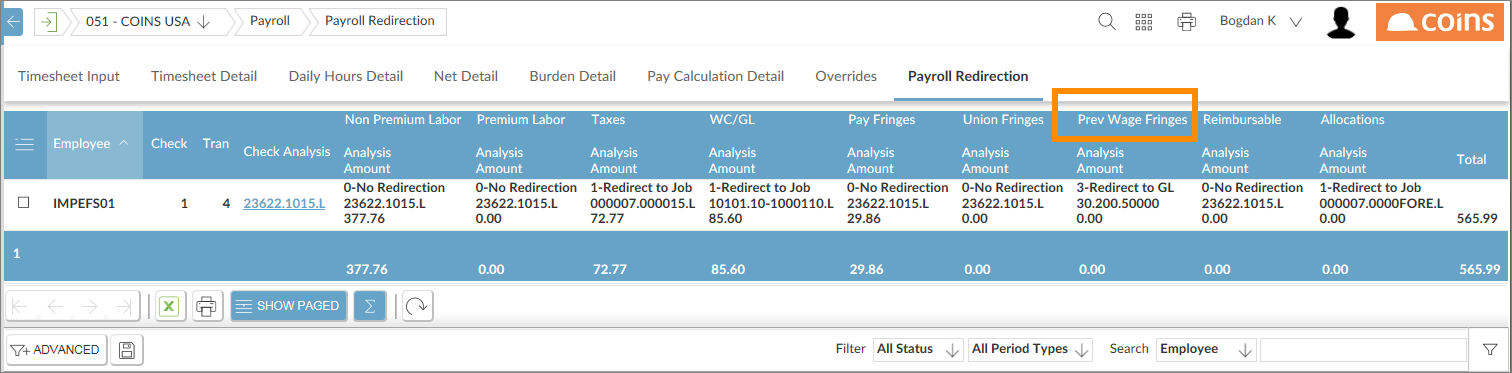 051 - COINS USA
Payroll
Payroll Redirection
Bogdan K
coins
Timesheet Input
Timesheet Detail
Daily Hours Detail
Net Detail
Burden Detail
Pay Calculation Detail
Overrides
Payroll Redirection
Non Premium Labor Premium Labor Taxes WC/GL Pay Fringes Union Fringes Prev Wage Fringes Reimbursable Allocations
Employee Check Tran Check Analysis Analysis Analysis Analysis Analysis Analysis Analysis Analysis Analysis Analysis Total
Amount Amount Amount Amount Amount Amount Amount Amount Amount
0-No Redirection 0-No Redirection 1-Redirect to Job 1-Redirect to Job 0-No Redirection 0-No Redirection 3-Redirect to GL 0-No Redirection 1-Redirect to Job
IMPEFS01 1 4 23622.1015.L 23622.1015.L 23622.1015.L 000007.000015.L 10101.10-1000110.L 23622.1015.L 23622.1015.L 30.200.50000 23622.1015.L 000007.0000FORE.L
377.76 0.00 72.77 85.60 29.86 0.00 0.00 0.00 0.00 565.99
1
377.76 0.00 72.77 85.60 29.86 0.00 0.00 0.00 0.00 565.99
X
SHOW PAGED
Σ
ADVANCED
Filter All Status All Period Types Search Employee